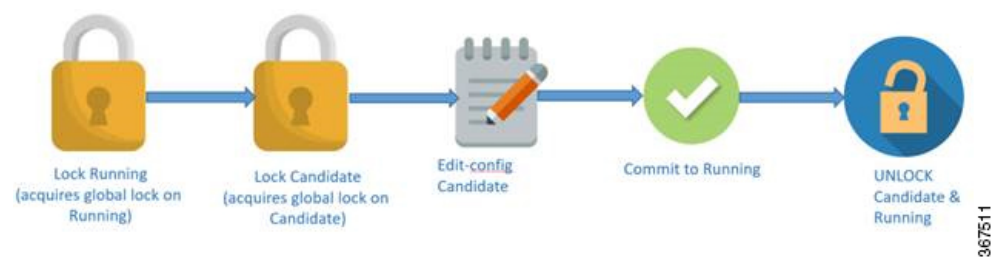 Lock Running
(acquires global lock on
Running)
Lock Candidate
(acquires global lock on
Candidate)
Edit-config
Candidate
Commit to Running
UNLOCK
Candidate &
Running
367511